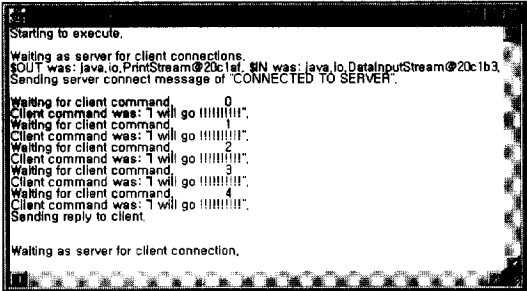 Starting to execute,
Waiting as server for client connections.
$OUT was: java.io.PrintStream@20c1af, $IN was: java.io.DataInputStream@20c1b3,
Sending server connect message of "CONNECTED TO SERVER".
Waiting for client command, 0
Client command was: "I will go !!!!!!!!!!",
Waiting for client command, 1
Client command was: "I will go !!!!!!!!!!",
Waiting for client command, 2
Client command was: "I will go !!!!!!!!!!",
Waiting for client command, 3
Client command was: "I will go !!!!!!!!!!",
Waiting for client command, 4
Client command was: "I will go !!!!!!!!!!",
Sending reply to client,
Waiting as server for client connection,